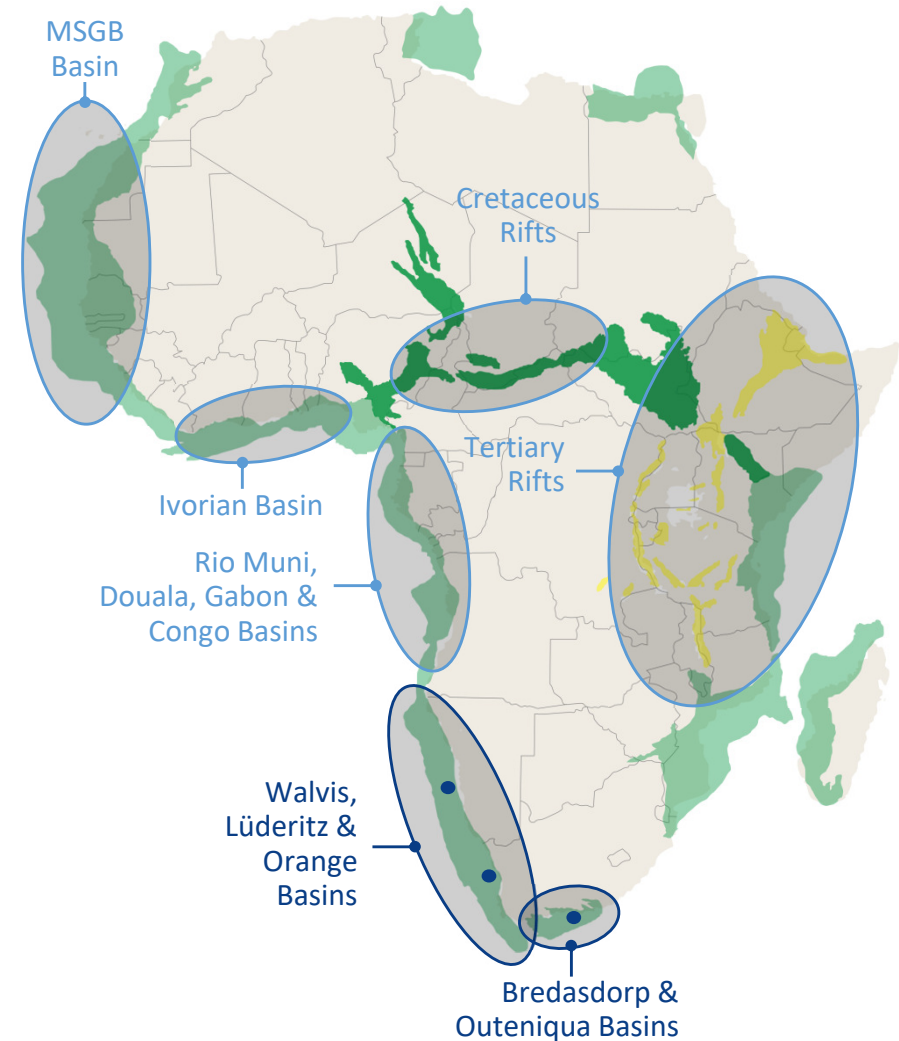 MSGB
Basin
Cretaceous
Rifts
Tertiary
Rifts
Ivorian Basin
Rio Muni,
Douala, Gabon &
Congo Basins
Walvis,
Lüderitz &
Orange
Basins
Bredasdorp &
Outeniqua Basins